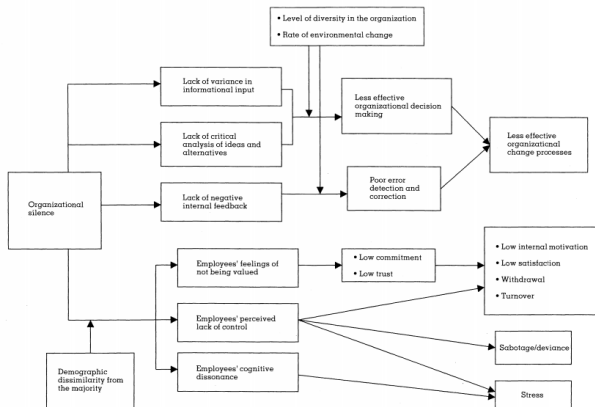 • Level of diversity in the organization
• Rate of environmental change
Lack of variance in
informational input
Less effective
organizational decision
making
Lack of critical
analysis of ideas and
alternatives
Less effective
organizational
change processes
Organizational
silence
Lack of negative
internal feedback
Poor error
detection and
correction
Employees' feelings of
not being valued
• Low commitment
• Low trust
• Low internal motivation
• Low satisfaction
• Withdrawal
• Turnover
Employees' perceived
lack of control
Sabotage/deviance
Demographic
dissimilarity from
the majority
Employees' cognitive
dissonance
Stress